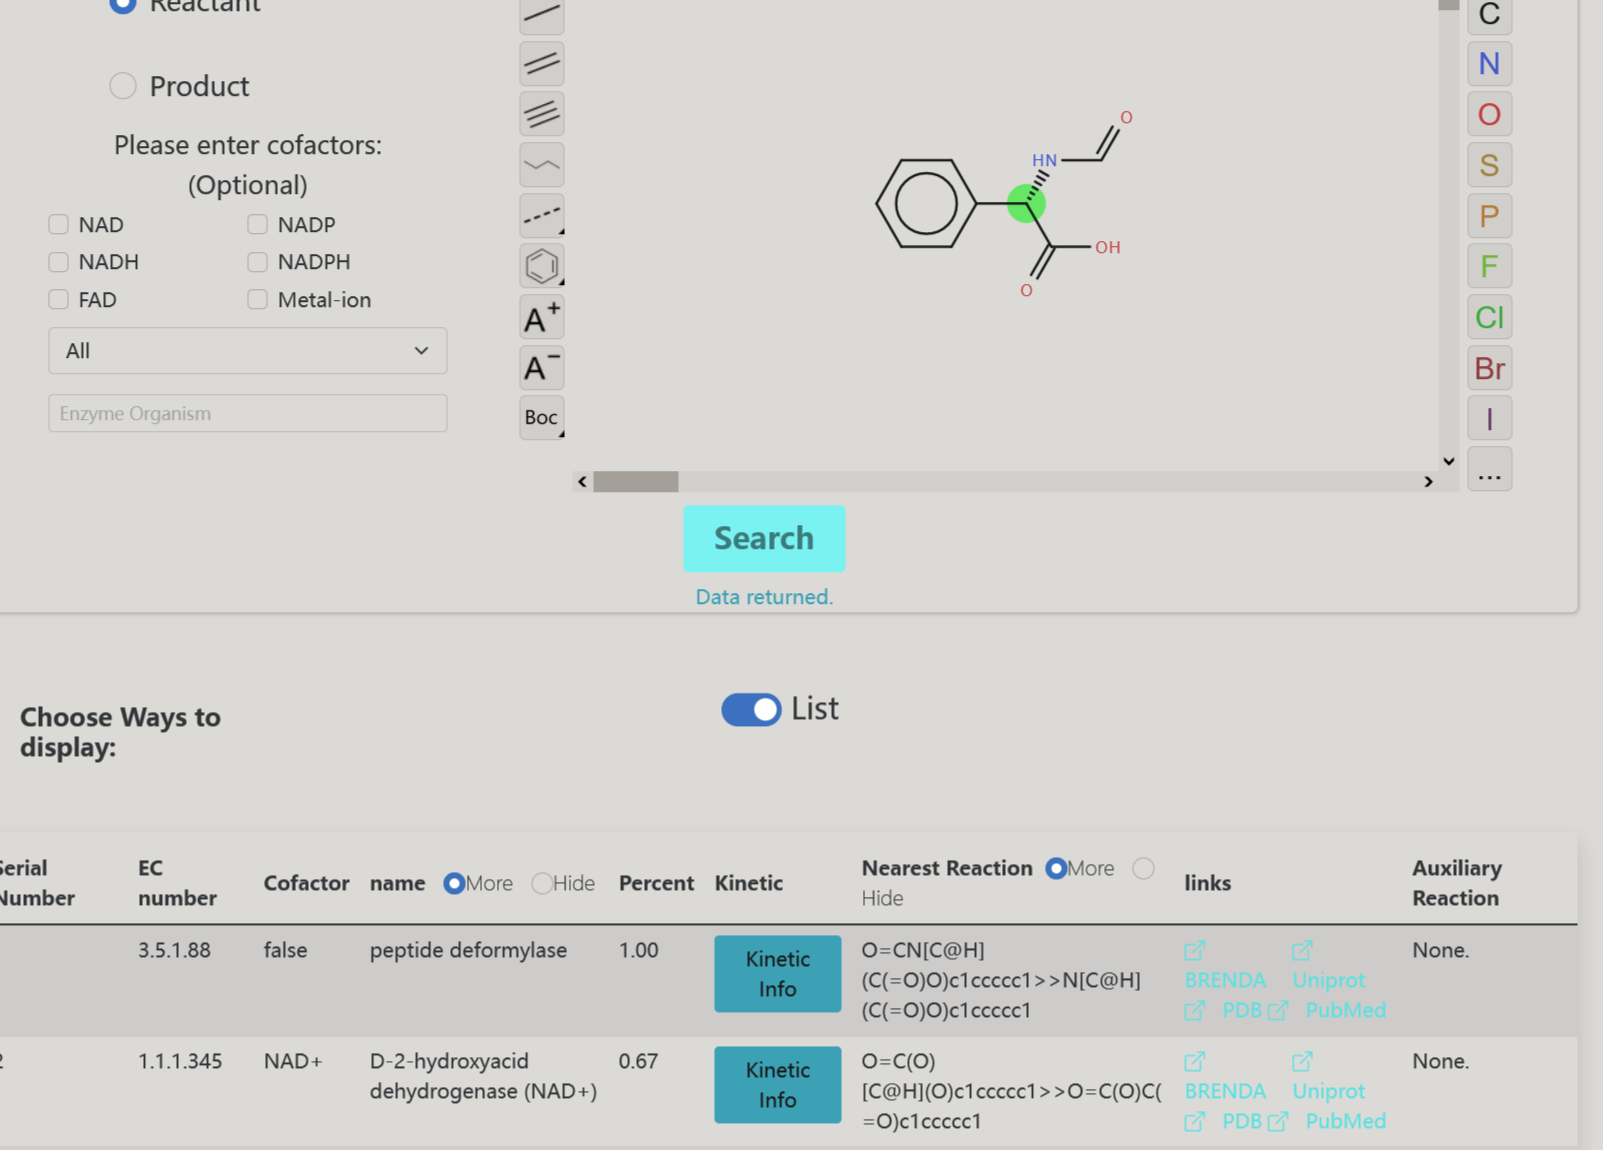 Reactant
Product
Please enter cofactors:
(Optional)
NAD
NADP
NADH
NADPH
FAD
Metal-ion
All
Enzyme Organism
A+
A−
Boc
O
HN
OH
O
C
N
O
S
P
F
Cl
Br
I
...
Search
Data returned.
Choose Ways to
display:
List
Serial
Number
EC
number
Cofactor
name More Hide
Percent
Kinetic
Nearest Reaction More
Hide
links
Auxiliary
Reaction
3.5.1.88
false
peptide deformylase
1.00
Kinetic
Info
O=CN[C@H]
(C(=O)O)c1ccccc1>>N[C@H]
(C(=O)O)c1ccccc1
BRENDA Uniprot
PDB PubMed
None.
2
1.1.1.345
NAD+
D-2-hydroxyacid
dehydrogenase (NAD+)
0.67
Kinetic
Info
O=C(O)
[C@H](O)c1ccccc1>>O=C(O)C(
=O)c1ccccc1
BRENDA Uniprot
PDB PubMed
None.